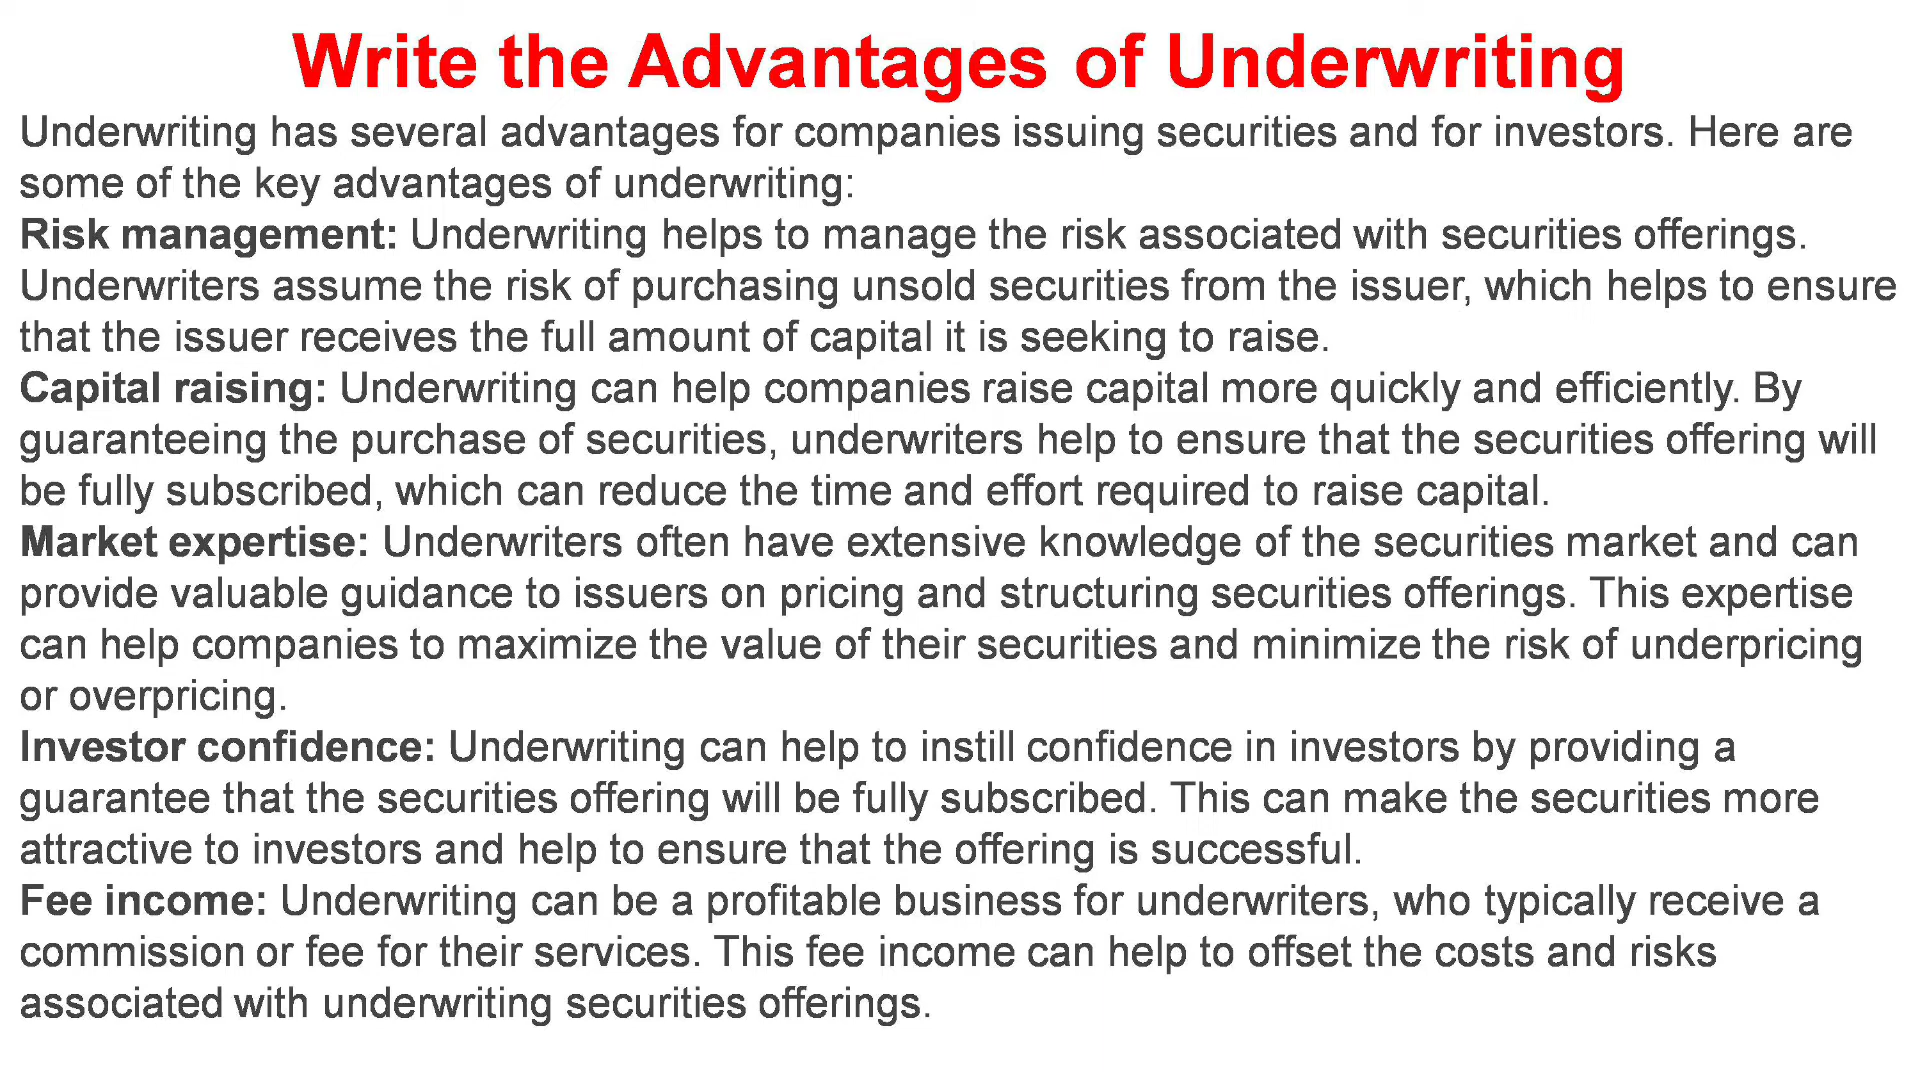 Write the Advantages of Underwriting
Underwriting has several advantages for companies issuing securities and for investors. Here are
some of the key advantages of underwriting:
Risk management: Underwriting helps to manage the risk associated with securities offerings.
Underwriters assume the risk of purchasing unsold securities from the issuer, which helps to ensure
that the issuer receives the full amount of capital it is seeking to raise.
Capital raising: Underwriting can help companies raise capital more quickly and efficiently. By
guaranteeing the purchase of securities, underwriters help to ensure that the securities offering will
be fully subscribed, which can reduce the time and effort required to raise capital.
Market expertise: Underwriters often have extensive knowledge of the securities market and can
provide valuable guidance to issuers on pricing and structuring securities offerings. This expertise
can help companies to maximize the value of their securities and minimize the risk of underpricing
or overpricing.
Investor confidence: Underwriting can help to instill confidence in investors by providing a
guarantee that the securities offering will be fully subscribed. This can make the securities more
attractive to investors and help to ensure that the offering is successful.
Fee income: Underwriting can be a profitable business for underwriters, who typically receive a
commission or fee for their services. This fee income can help to offset the costs and risks
associated with underwriting securities offerings.